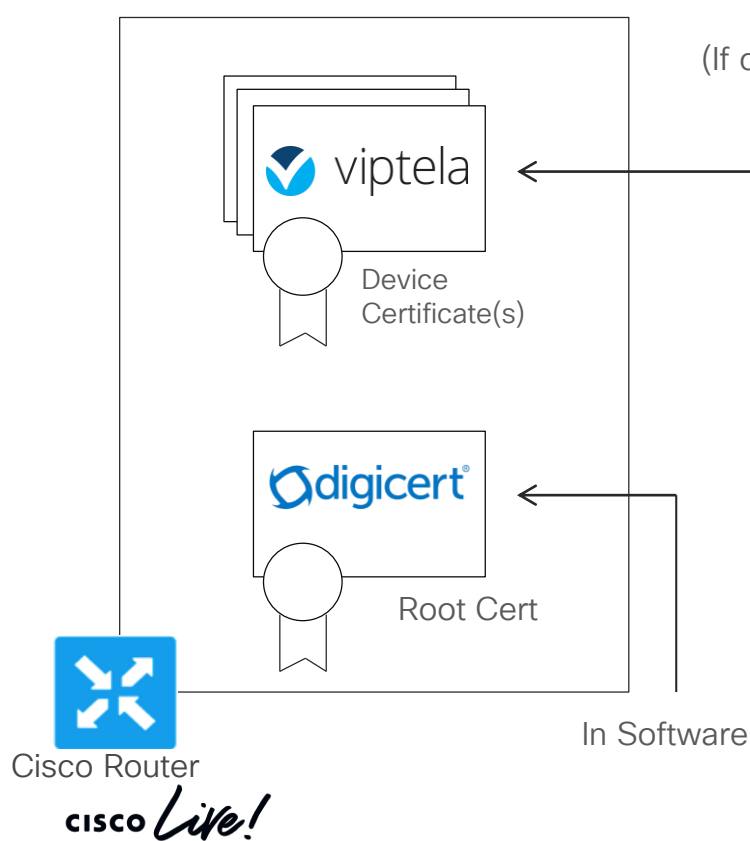 (If
viptela
Device
Certificate(s)
digicert®
Root Cert
In Software
Cisco Router
CISCO Live!